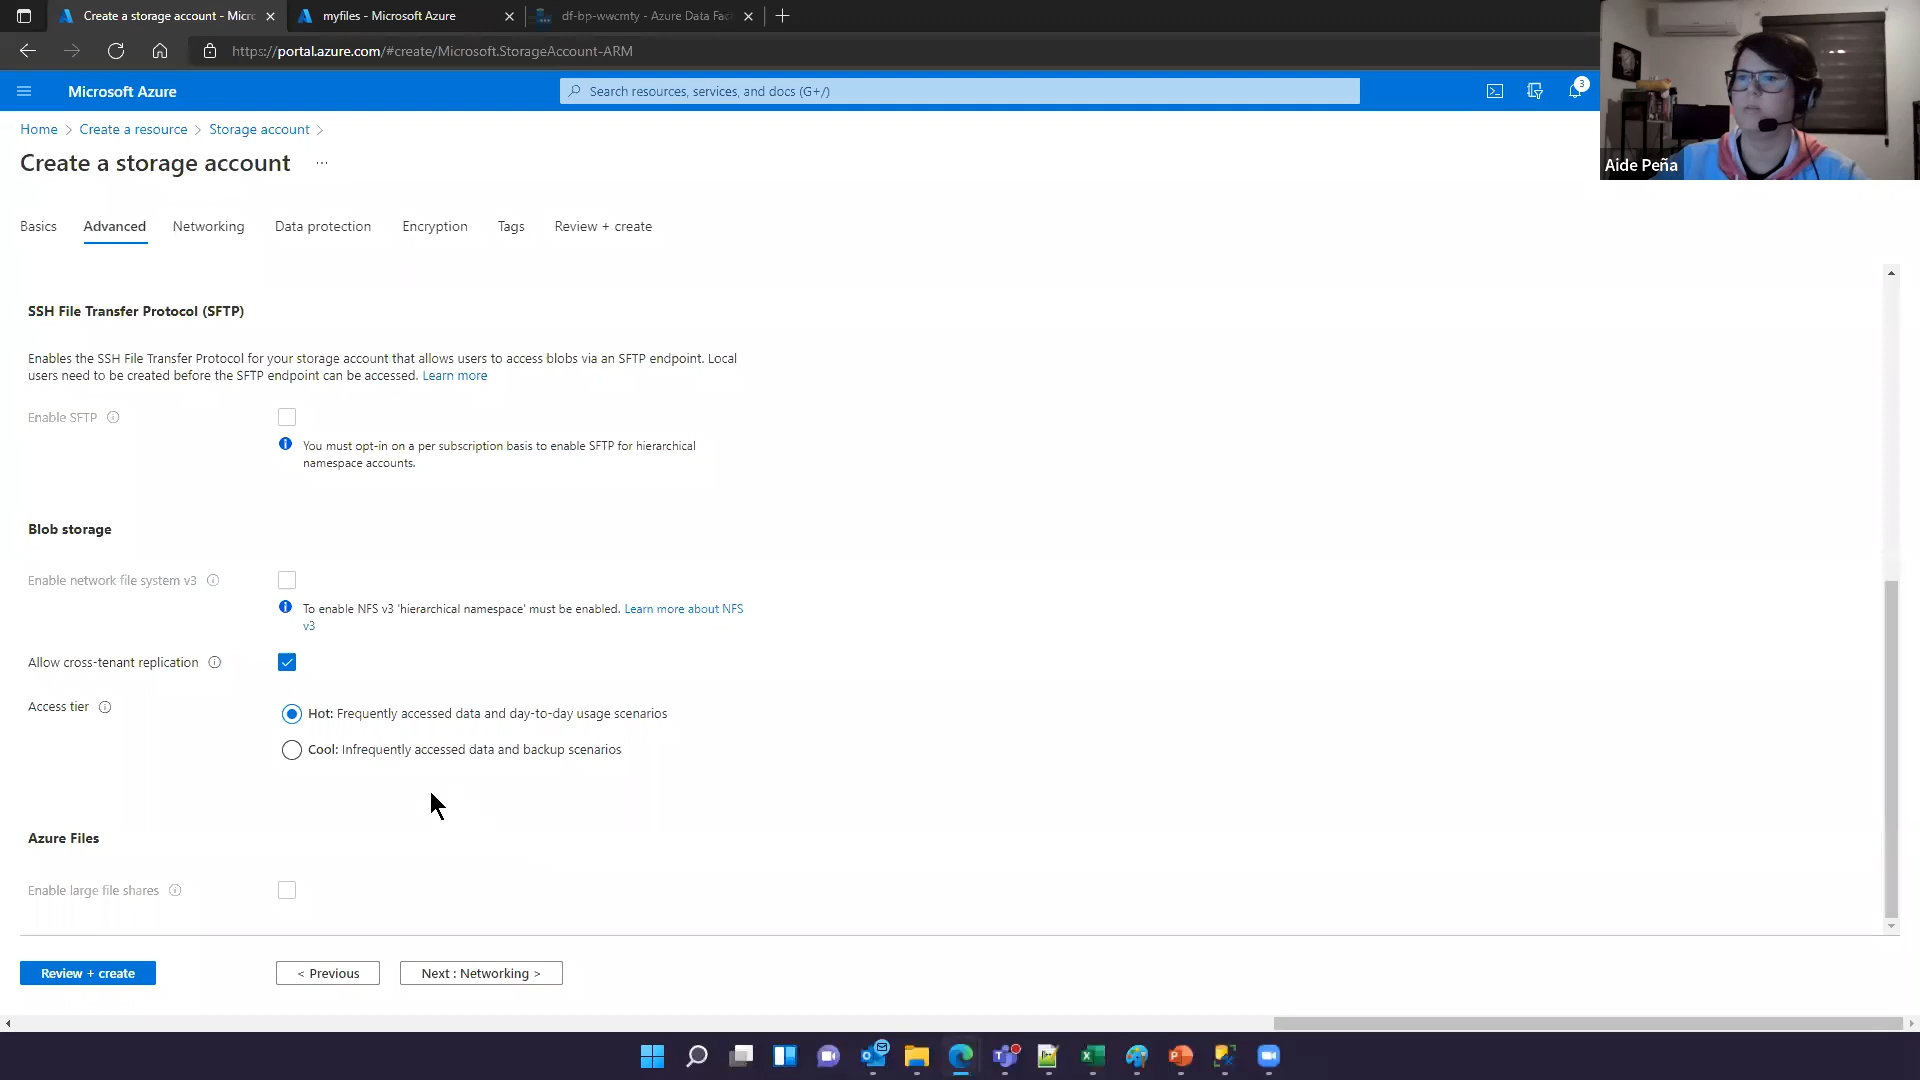 Create a storage account - Micr
myfiles - Microsoft Azure
df-bp-wwcmty - Azure Data Fac
https://portal.azure.com/#create/Microsoft.StorageAccount-ARM
Microsoft Azure
Search resources, services, and docs (G+/)
3
Home > Create a resource > Storage account >
Create a storage account ...
Aide Peña
Basics
Advanced
Networking
Data protection
Encryption
Tags
Review + create
SSH File Transfer Protocol (SFTP)
Enables the SSH File Transfer Protocol for your storage account that allows users to access blobs via an SFTP endpoint. Local
users need to be created before the SFTP endpoint can be accessed. Learn more
Enable SFTP
You must opt-in on a per subscription basis to enable SFTP for hierarchical
namespace accounts.
Blob storage
Enable network file system v3
To enable NFS v3 'hierarchical namespace' must be enabled. Learn more about NFS
v3
Allow cross-tenant replication
Access tier
Hot: Frequently accessed data and day-to-day usage scenarios
Cool: Infrequently accessed data and backup scenarios
Azure Files
Enable large file shares
Review + create
< Previous
Next : Networking >